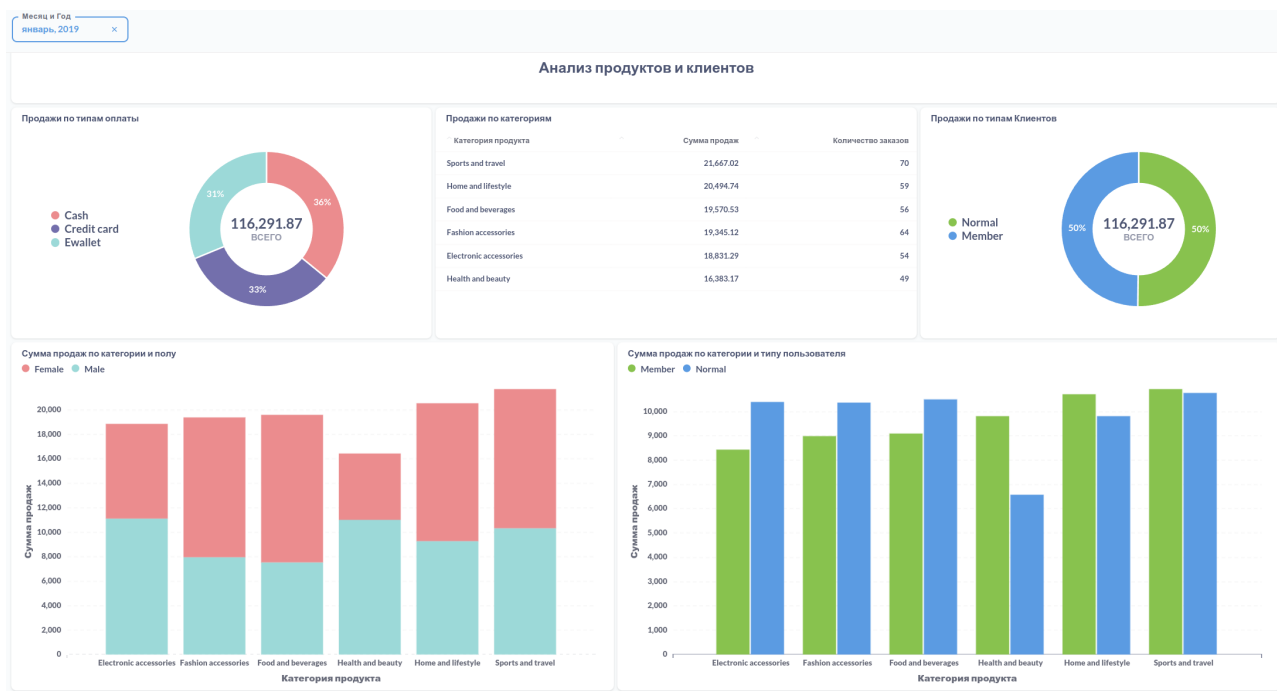 Месяц и Год
январь, 2019 ×
Анализ продуктов и клиентов
Продажи по типам оплаты
Cash
Credit card
Ewallet
31%
36%
33%
116,291.87
ВСЕГО
Продажи по категориям
Категория продукта Сумма продаж Количество заказов
Sports and travel 21,667.02 70
Home and lifestyle 20,494.74 59
Food and beverages 19,570.53 56
Fashion accessories 19,345.12 64
Electronic accessories 18,831.29 54
Health and beauty 16,383.17 49
Продажи по типам Клиентов
Normal
Member
50%
116,291.87
ВСЕГО
50%
Сумма продаж по категории и полу
Female Male
Сумма продаж
20,000
18,000
16,000
14,000
12,000
10,000
8,000
6,000
4,000
2,000
0
Electronic accessories Fashion accessories Food and beverages Health and beauty Home and lifestyle Sports and travel
Категория продукта
Сумма продаж по категории и типу пользователя
Member Normal
Сумма продаж
10,000
9,000
8,000
7,000
6,000
5,000
4,000
3,000
2,000
1,000
0
Electronic accessories Fashion accessories Food and beverages Health and beauty Home and lifestyle Sports and travel
Категория продукта